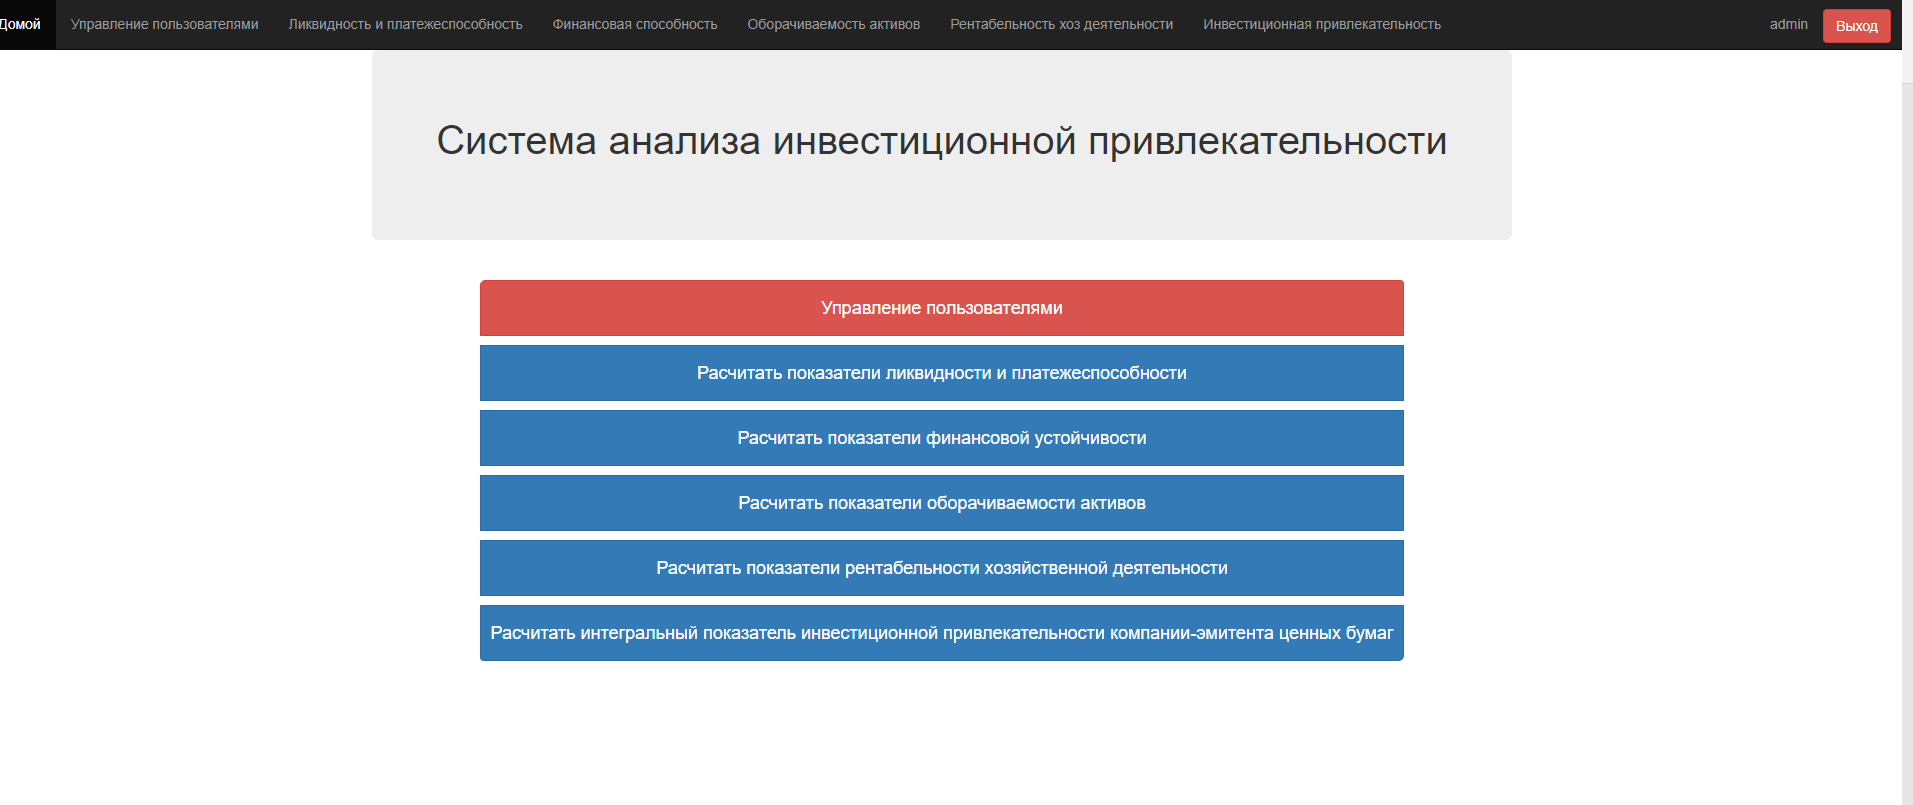 Домой Управление пользователями Ликвидность и платежеспособность Финансовая способность Оборачиваемость активов Рентабельность хоз деятельности Инвестиционная привлекательность admin Выход
Система анализа инвестиционной привлекательности
Управление пользователями
Расчитать показатели ликвидности и платежеспособности
Расчитать показатели финансовой устойчивости
Расчитать показатели оборачиваемости активов
Расчитать показатели рентабельности хозяйственной деятельности
Расчитать интегральный показатель инвестиционной привлекательности компании-эмитента ценных бумаг